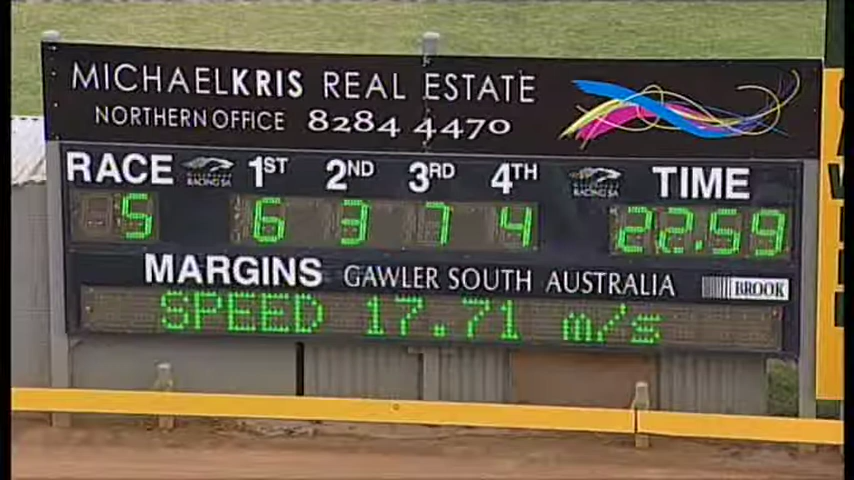 MICHAELKRIS REAL ESTATE
NORTHERN OFFICE 8284 4470
RACE 1ST 2ND 3RD 4TH TIME
5 6 3 7 4 22.59
MARGINS GAWLER SOUTH AUSTRALIA BROOK
SPEED 17.71 m/s